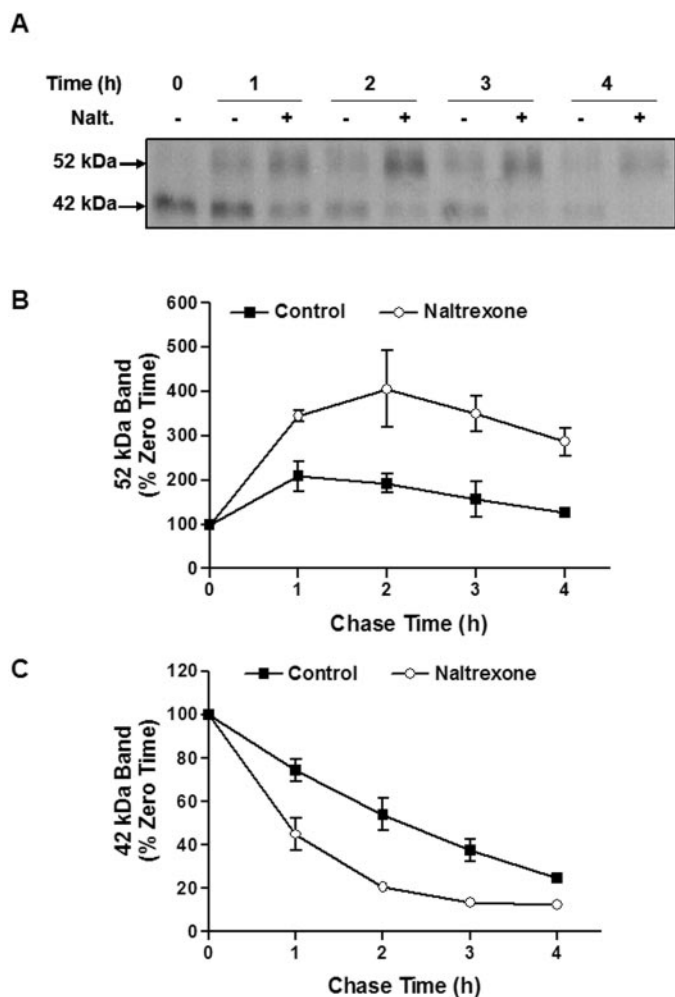 A
Time (h) 0 1 2 3 4
Nalt. - - + - + - + - +
52 kDa
42 kDa
B
Control Naltrexone
600
500
400
300
200
100
0
52 kDa Band
(% Zero Time)
0 1 2 3 4
Chase Time (h)
C
Control Naltrexone
120
100
80
60
40
20
0
42 kDa Band
(% Zero Time)
0 1 2 3 4
Chase Time (h)